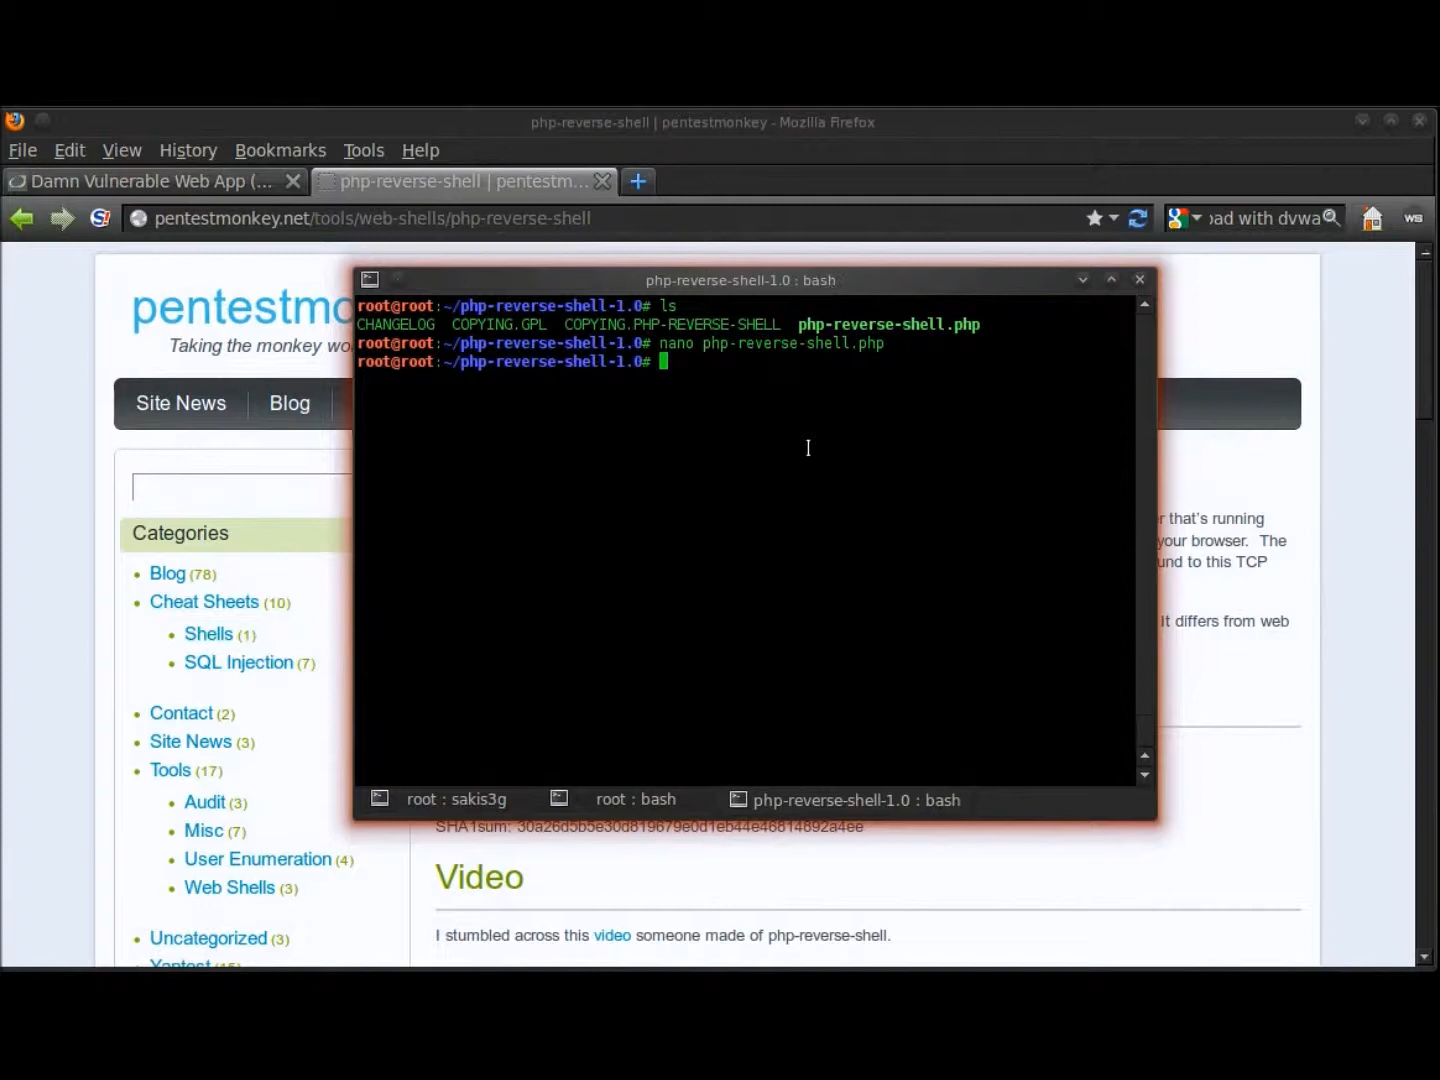 php-reverse-shell | pentestmonkey - Mozilla Firefox
File Edit View History Bookmarks Tools Help
Damn Vulnerable Web App (... php-reverse-shell | pentestm...
pentestmonkey.net/tools/web-shells/php-reverse-shell
oad with dvwa
pentestmo
Taking the monkey wo
Site News Blog
php-reverse-shell-1.0 : bash
root@root:~/php-reverse-shell-1.0# ls
CHANGELOG COPYING.GPL COPYING.PHP-REVERSE-SHELL php-reverse-shell.php
root@root:~/php-reverse-shell-1.0# nano php-reverse-shell.php
root@root:~/php-reverse-shell-1.0#
root : sakis3g root : bash php-reverse-shell-1.0 : bash
Categories
Blog (78)
Cheat Sheets (10)
Shells (1)
SQL Injection (7)
Contact (2)
Site News (3)
Tools (17)
Audit (3)
Misc (7)
User Enumeration (4)
Web Shells (3)
Uncategorized (3)
Yaptest (15)
r that's running
your browser. The
und to this TCP
it differs from web
SHA1sum: 30a26d5b5e30d819679e0d1eb44e46814892a4ee
Video
I stumbled across this video someone made of php-reverse-shell.